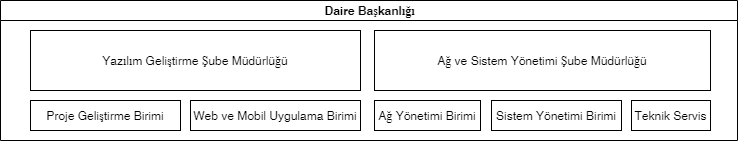 Daire Başkanlığı
Yazılım Geliştirme Şube Müdürlüğü
Ağ ve Sistem Yönetimi Şube Müdürlüğü
Proje Geliştirme Birimi
Web ve Mobil Uygulama Birimi
Ağ Yönetimi Birimi
Sistem Yönetimi Birimi
Teknik Servis